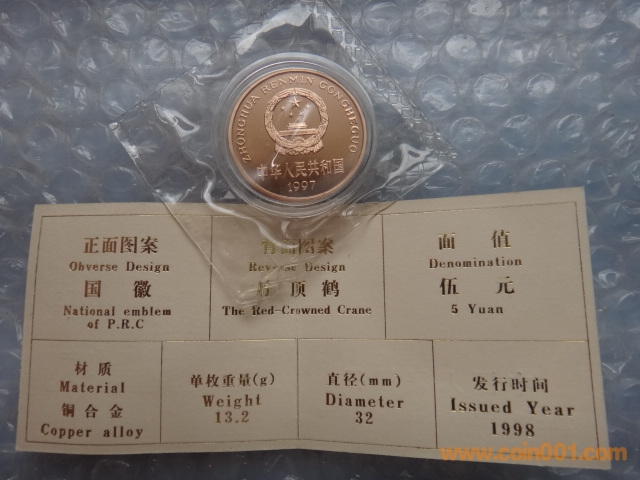 ZHONGHUA RENMIN GONGHEGUO
中华人民共和国
1997
正面图案
Obverse Design
国 徽
National emblem
of P.R.C
背面图案
Reverse Design
顶鹤
The Red-Crowned Crane
面 值
Denomination
伍 元
5 Yuan
材 质
Material
铜合金
Copper alloy
单枚重量(g)
Weight
13.2
直径(mm)
Diameter
32
发行时间
Issued Year
1998
www.coin001.com